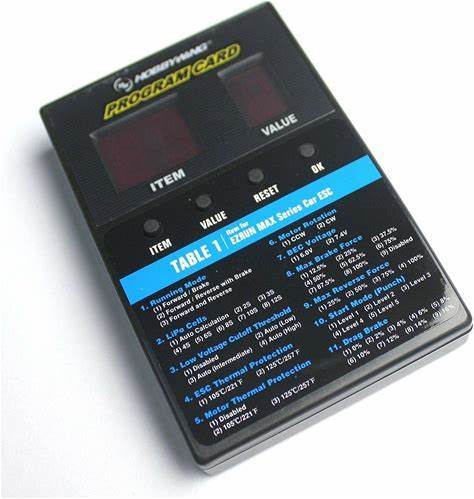 HOBBYWING
PROGRAM CARD
ITEM
VALUE
ITEM
VALUE
RESET
OK
TABLE 1
Item for
EZRUN MAX Series Car ESC
1. Running Mode
(1) Forward / Brake
(2) Forward / Reverse with Brake
(3) Forward and Reverse
2. LiPo Cells
(1) Auto Calculation (2) 2S (3) 3S
(4) 4S (5) 6S (6) 8S (7) 10S (8) 12S
3. Low Voltage Cutoff Threshold
(1) Disabled (2) Auto (Low)
(3) Auto (Intermediate) (4) Auto (High)
4. ESC Thermal Protection
(1) 105℃/221℉ (2) 125℃/257℉
5. Motor Thermal Protection
(1) Disabled
(2) 105℃/221℉ (3) 125℃/257℉
6. Motor Rotation
(1) CCW (2) CW
7. BEC Voltage
(1) 6.0V (2) 7.4V
8. Max Brake Force
(1) 12.5% (2) 25% (3) 37.5%
(4) 50% (5) 62.5% (6) 75%
(7) 87.5% (8) 100% (9) Disabled
9. Max Reverse Force
(1) 25% (2) 50% (3) 75% (4) 100%
10. Start Mode (Punch)
(1) Level 1 (2) Level 2 (3) Level 3
(4) Level 4 (5) Level 5
11. Drag Brake
(1) 0% (2) 2% (3) 4% (4) 6% (5) 8%
(6) 10% (7) 12% (8) 14% (9) 16%